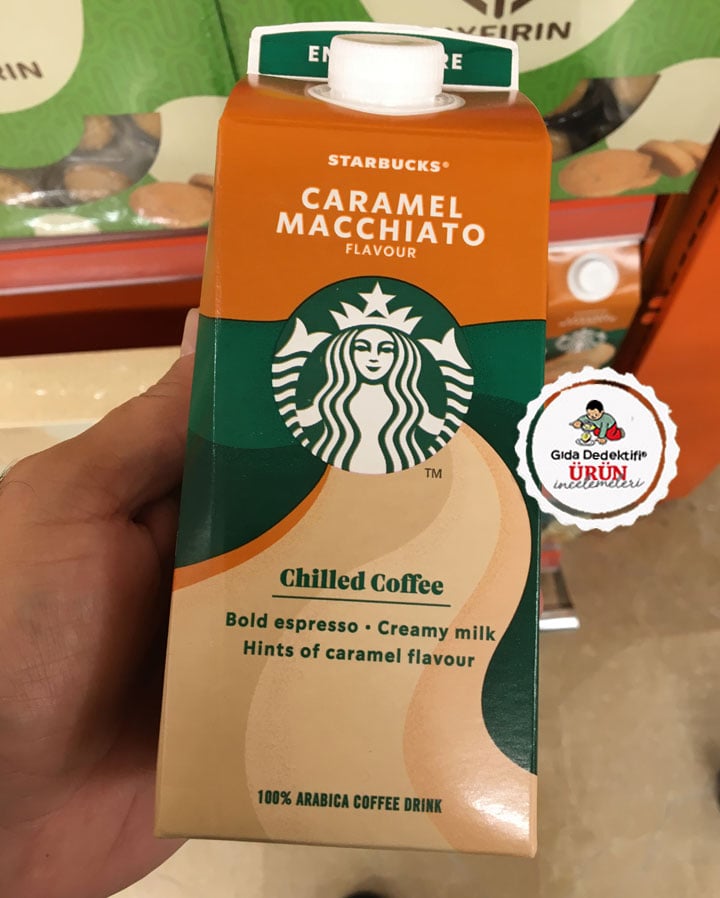 STARBUCKS®
CARAMEL
MACCHIATO
FLAVOUR
TM
Chilled Coffee
Bold espresso • Creamy milk
Hints of caramel flavour
100% ARABICA COFFEE DRINK
Gıda Dedektifi®
ÜRÜN
incelemeleri